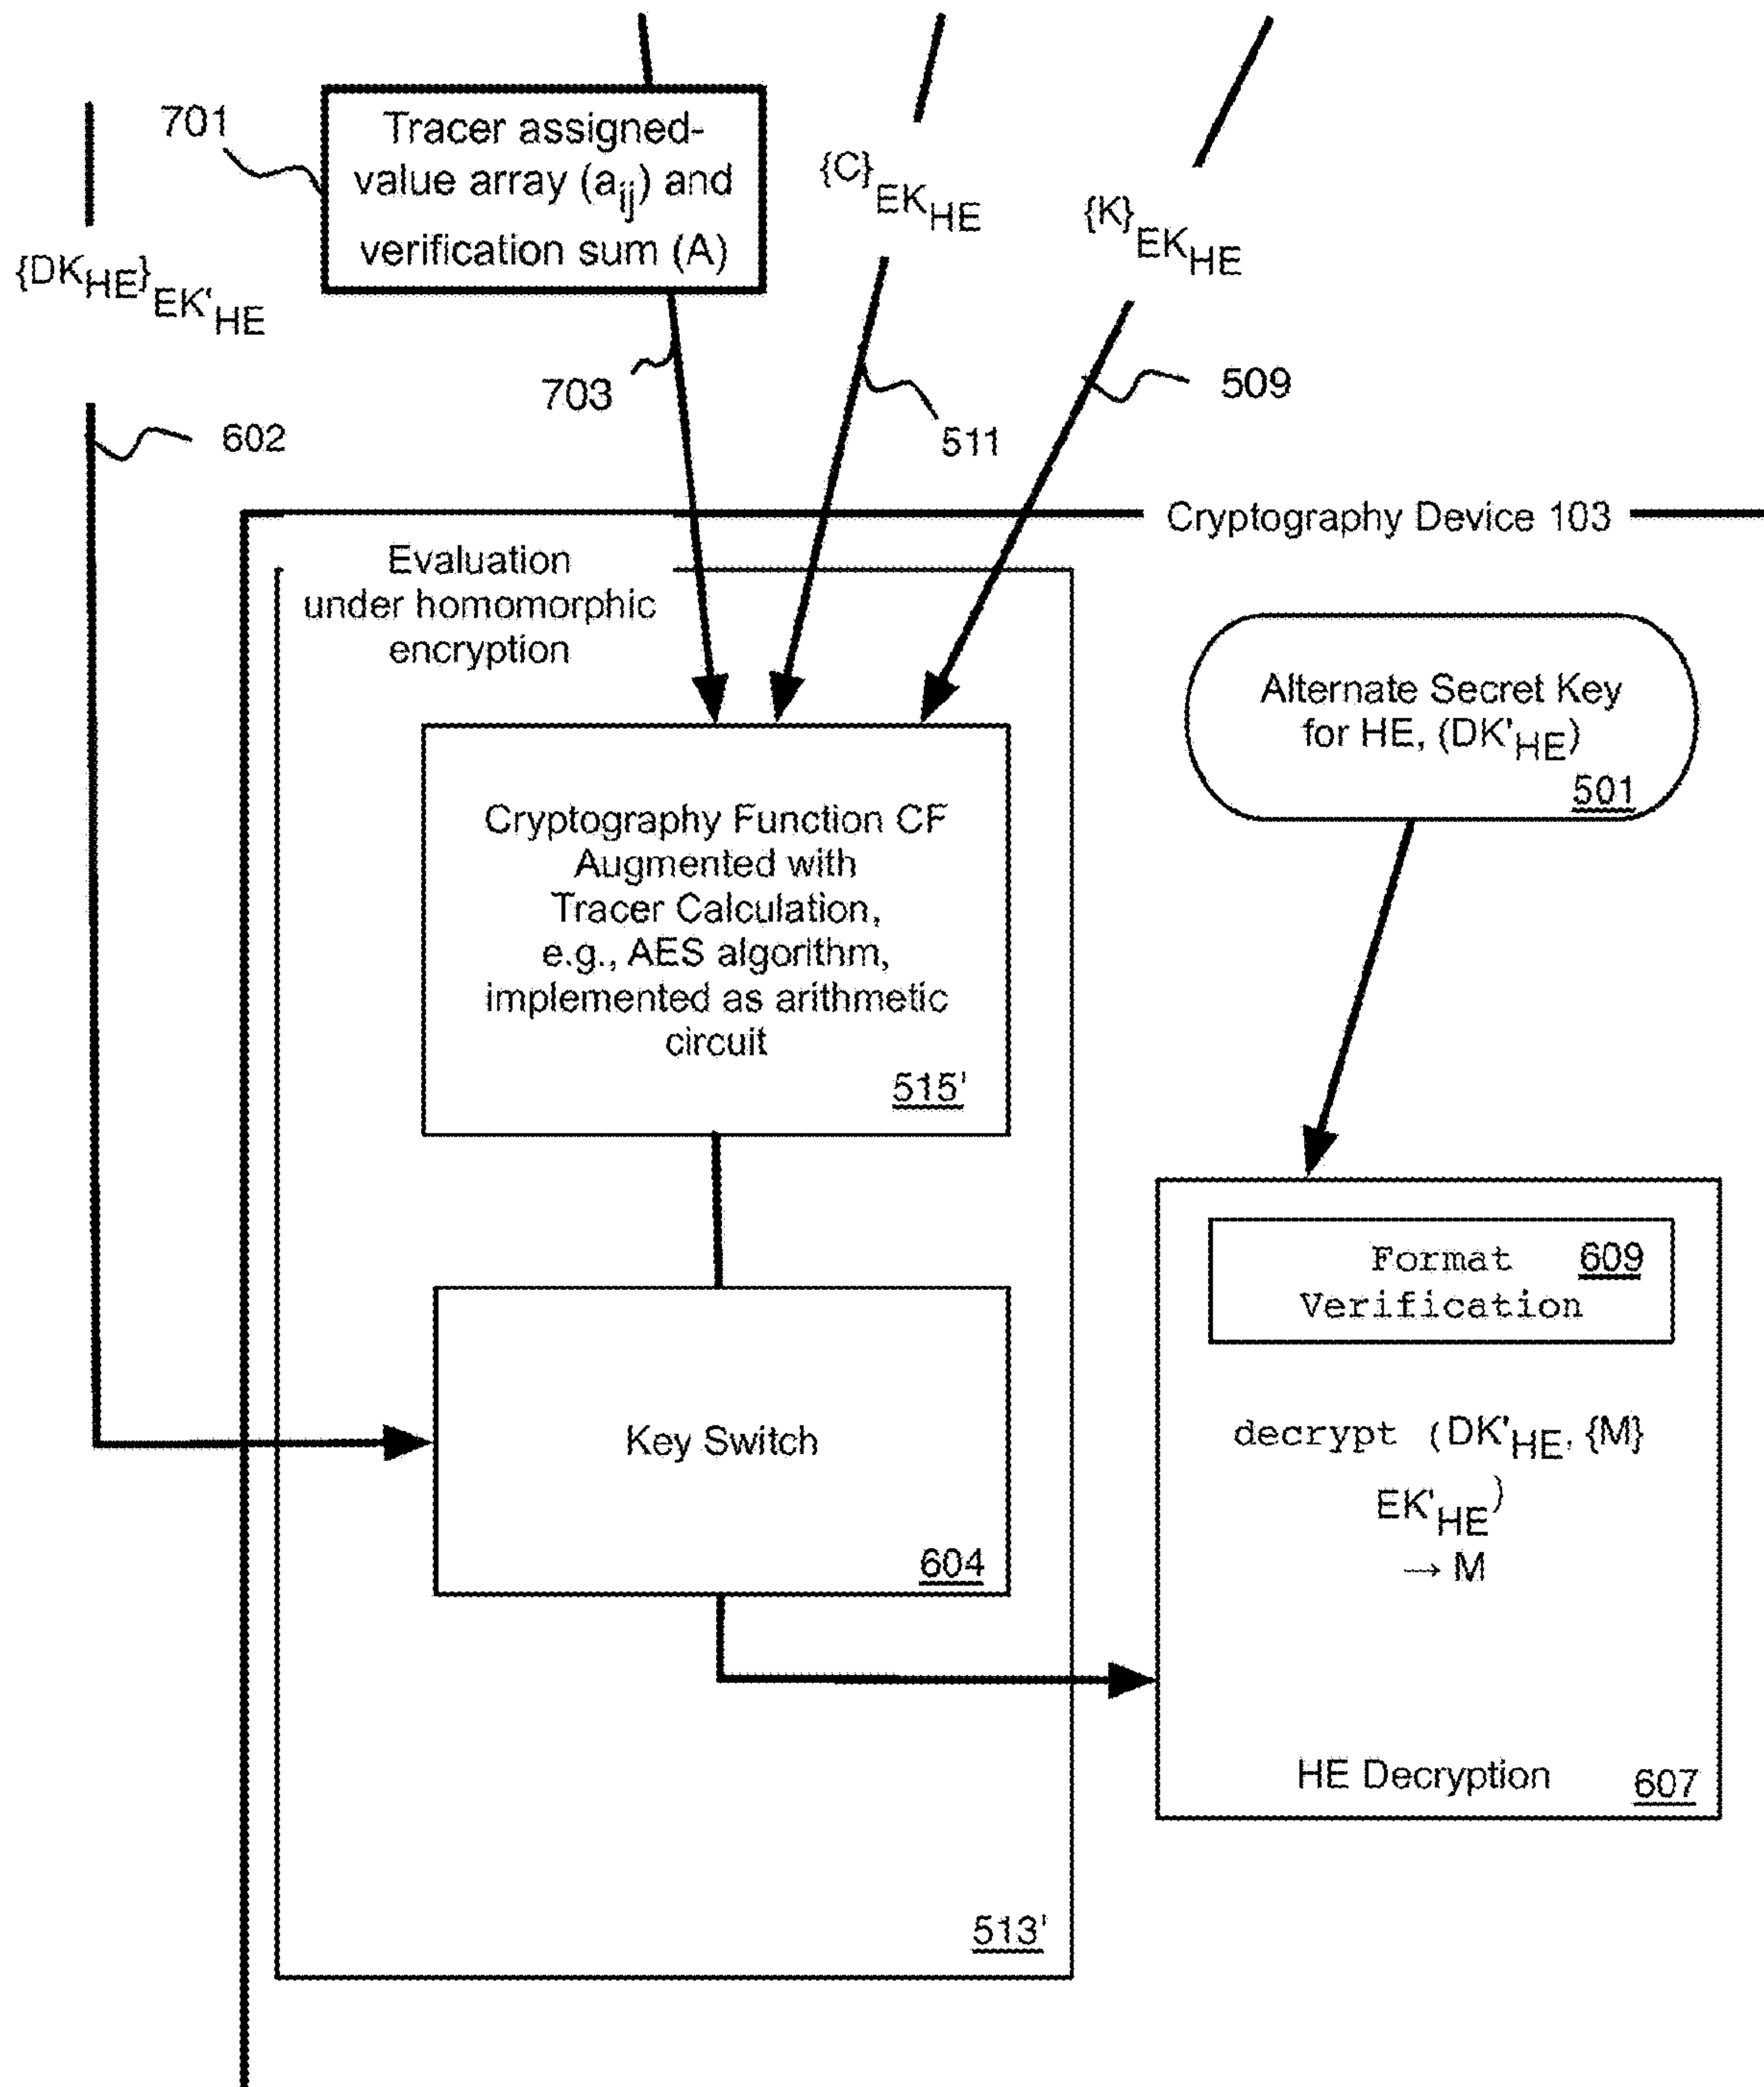 701
Tracer assigned-
value array (aij) and
verification sum (A)
{C}EKHE
{K}EKHE
{DKHE}EK'HE
703
602
511
509
Cryptography Device 103
Evaluation
under homomorphic
encryption
Alternate Secret Key
for HE, (DK'HE)
501
Cryptography Function CF
Augmented with
Tracer Calculation,
e.g., AES algorithm,
implemented as arithmetic
circuit
515'
Format 609
Verification
decrypt (DK'HE, {M}
EK'HE)
→ M
Key Switch
604
HE Decryption 607
513'